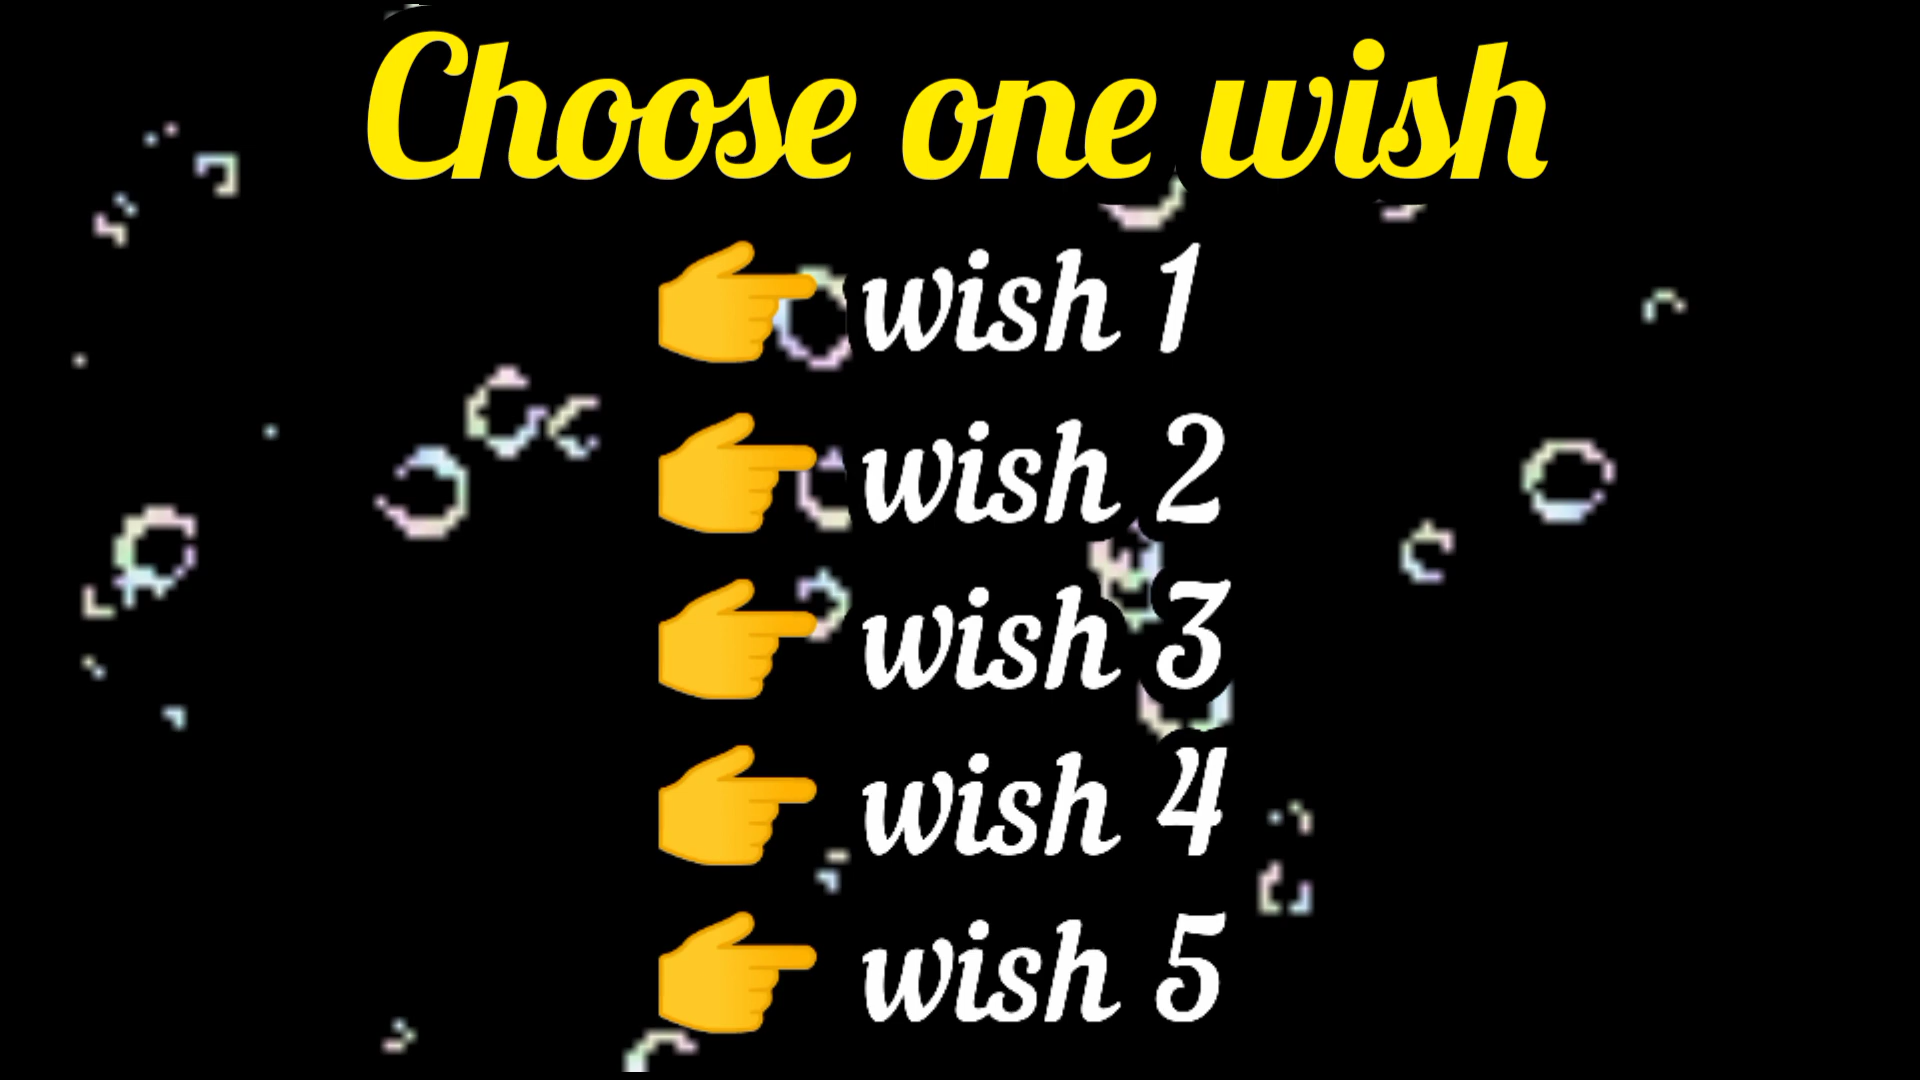 Choose one wish
👉 wish 1
👉 wish 2
👉 wish 3
👉 wish 4
👉 wish 5